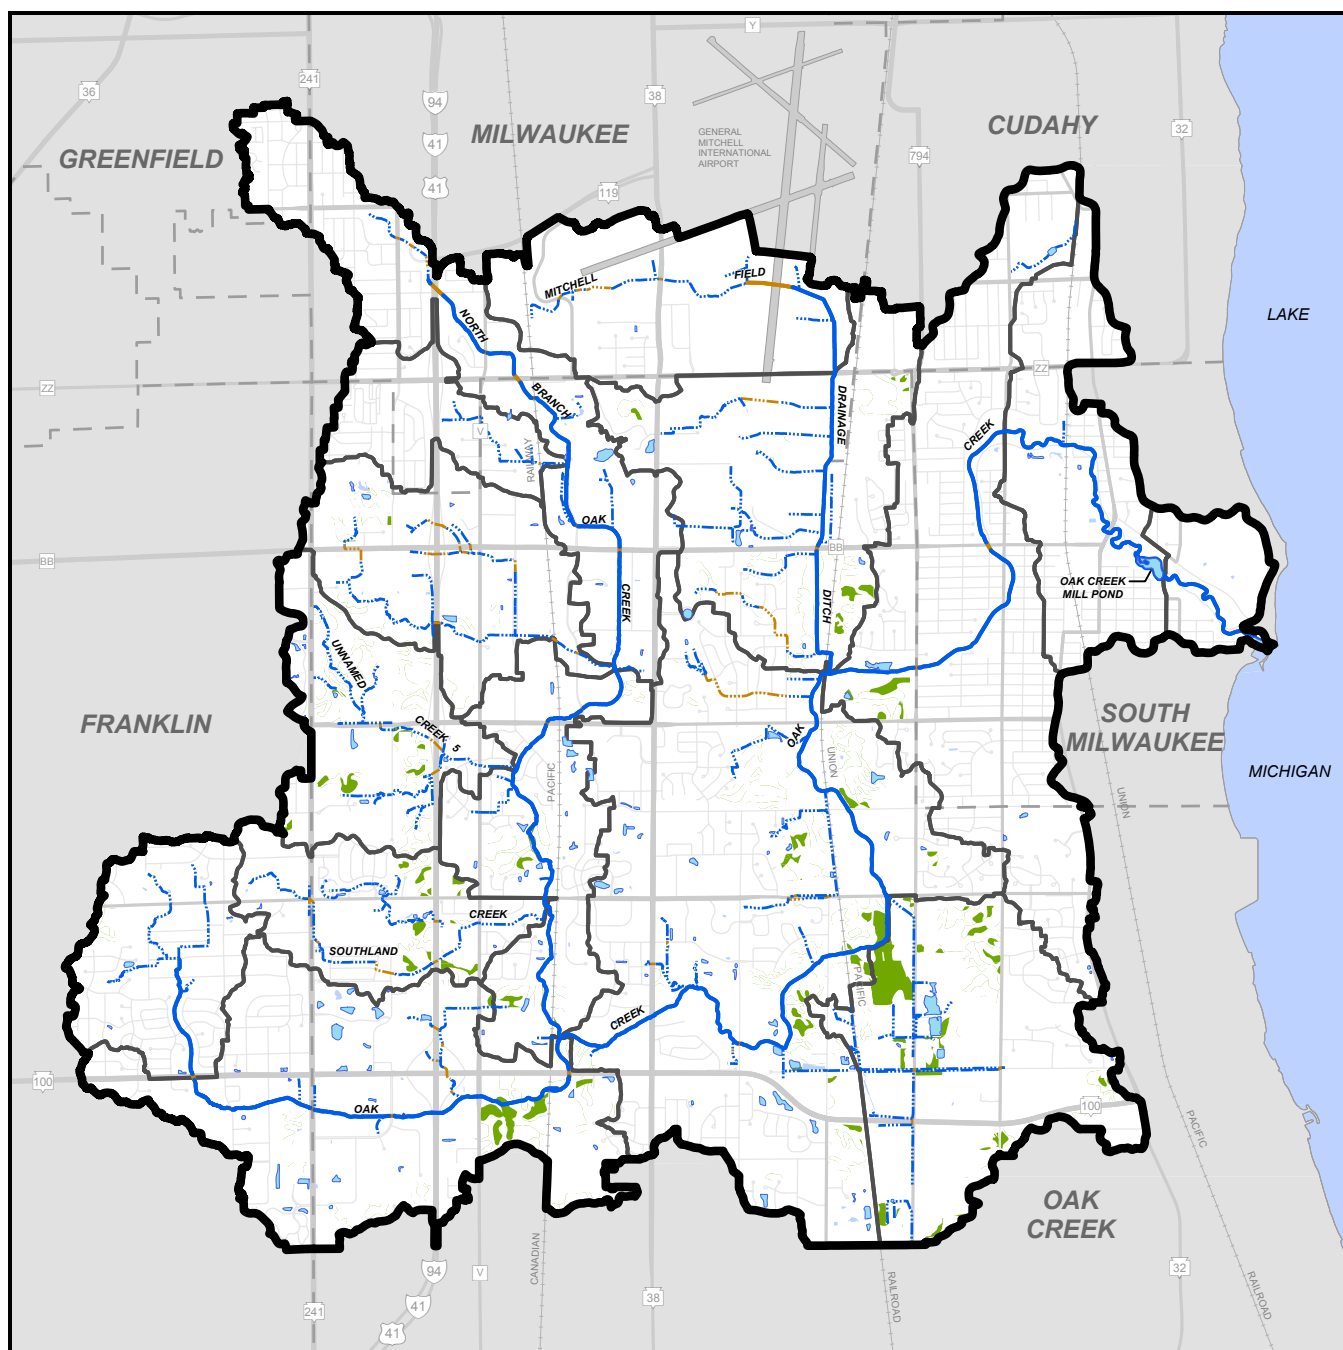 Y
36
241
94
38
41
41
MILWAUKEE
GENERAL
MITCHELL
INTERNATIONAL
AIRPORT
CUDAHY
32
794
GREENFIELD
119
MITCHELL
FIELD
NORTH
LAKE
ZZ
ZZ
BRANCH
DRAINAGE
CREEK
V
RAILWAY
OAK
BB
BB
OAK CREEK
MILL POND
CREEK
DITCH
UNNAMED
FRANKLIN
CREEK 5
OAK
SOUTH
MILWAUKEE
UNION
PACIFIC
MICHIGAN
UNION
CREEK
SOUTHLAND
PACIFIC
CREEK
100
OAK
100
PACIFIC
OAK
CREEK
CANADIAN
94
V
32
RAILROAD
RAILROAD
38
241
41
41